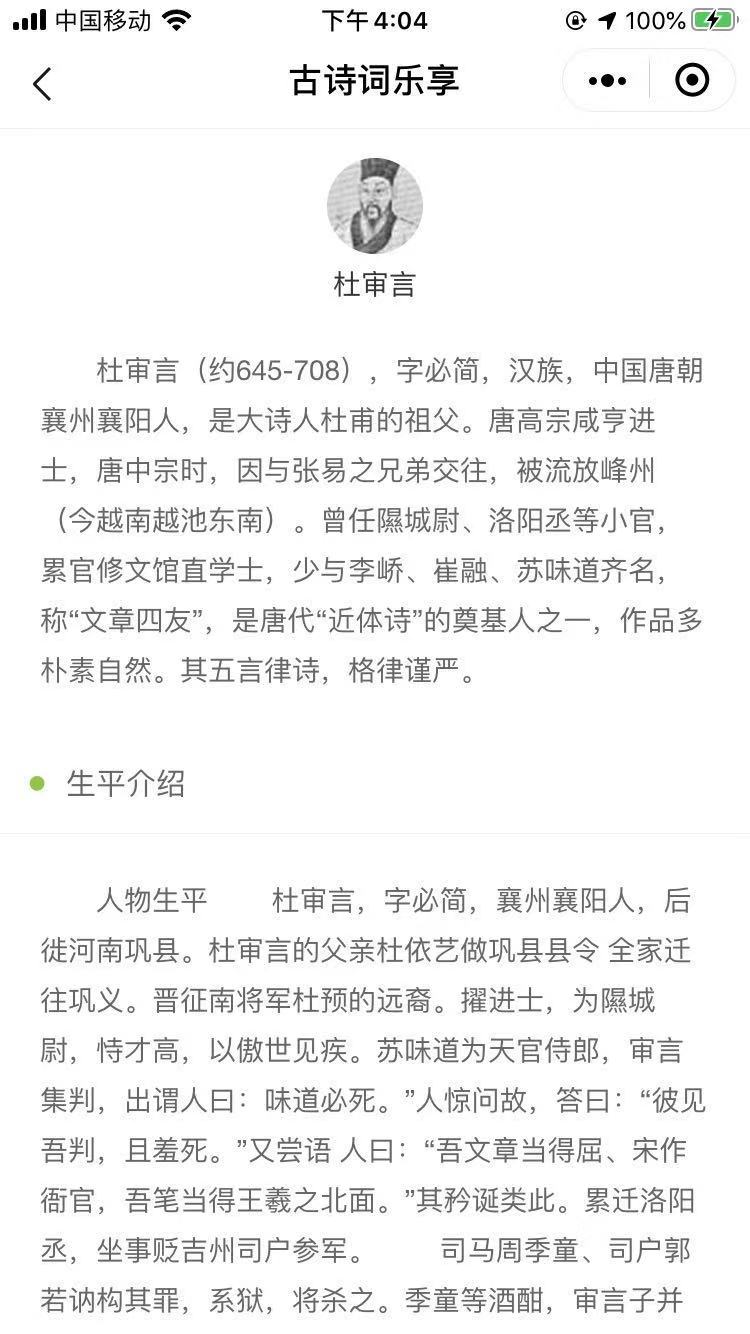 中国移动
下午4:04
100%
古诗词乐享
杜审言
杜审言（约645-708），字必简，汉族，中国唐朝
襄州襄阳人，是大诗人杜甫的祖父。唐高宗咸亨进
士，唐中宗时，因与张易之兄弟交往，被流放峰州
（今越南越池东南）。曾任隰城尉、洛阳丞等小官，
累官修文馆直学士，少与李峤、崔融、苏味道齐名，
称“文章四友”，是唐代“近体诗”的奠基人之一，作品多
朴素自然。其五言律诗，格律谨严。
生平介绍
人物生平 杜审言，字必简，襄州襄阳人，后
徙河南巩县。杜审言的父亲杜依艺做巩县县令 全家迁
往巩义。晋征南将军杜预的远裔。擢进士，为隰城
尉，恃才高，以傲世见疾。苏味道为天官侍郎，审言
集判，出谓人曰：味道必死。”人惊问故，答曰：“彼见
吾判，且羞死。”又尝语 人曰：“吾文章当得屈、宋作
衙官，吾笔当得王羲之北面。”其矜诞类此。累迁洛阳
丞，坐事贬吉州司户参军。 司马周季童、司户郭
若讷构其罪，系狱，将杀之。季童等酒酣，审言子并